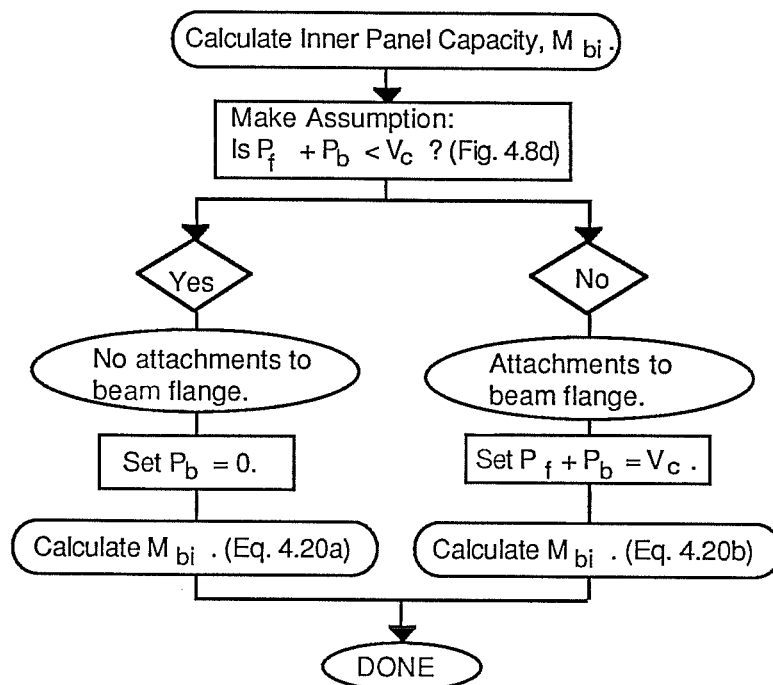 Calculate Inner Panel Capacity, M bi .
Make Assumption:
Is P f + P b < V c ? (Fig. 4.8d)
Yes
No
No attachments to
beam flange.
Attachments to
beam flange.
Set P b = 0.
Set P f + P b = V c .
Calculate M bi . (Eq. 4.20a)
Calculate M bi . (Eq. 4.20b)
DONE